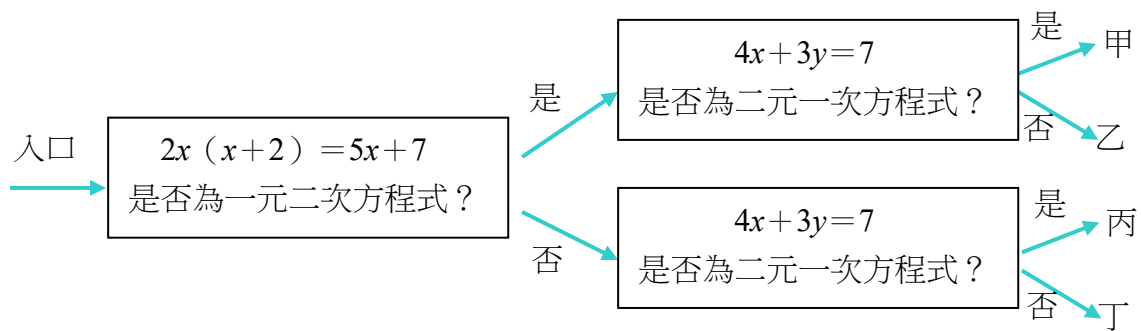 入口
2x（x＋2）＝5x＋7
是否為一元二次方程式？
是
否
4x＋3y＝7
是否為二元一次方程式？
是
甲
否
乙
4x＋3y＝7
是否為二元一次方程式？
是
丙
否
丁